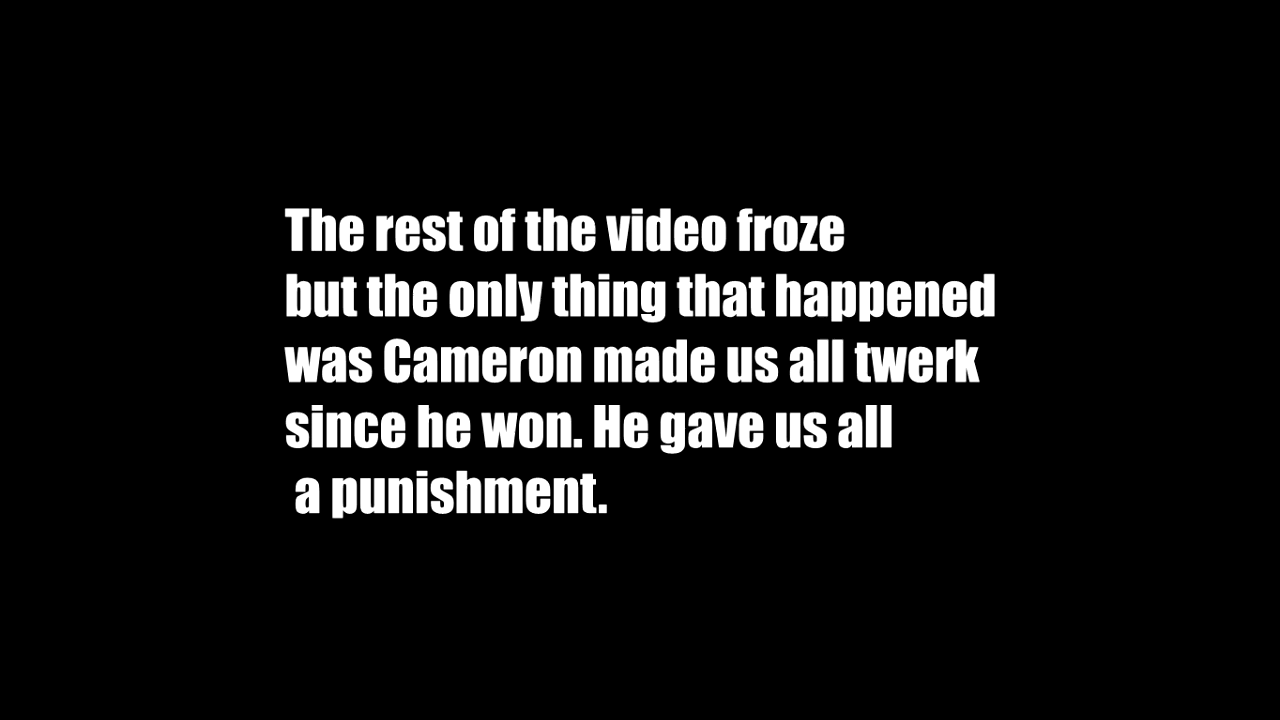 The rest of the video froze
but the only thing that happened
was Cameron made us all twerk
since he won. He gave us all
a punishment.